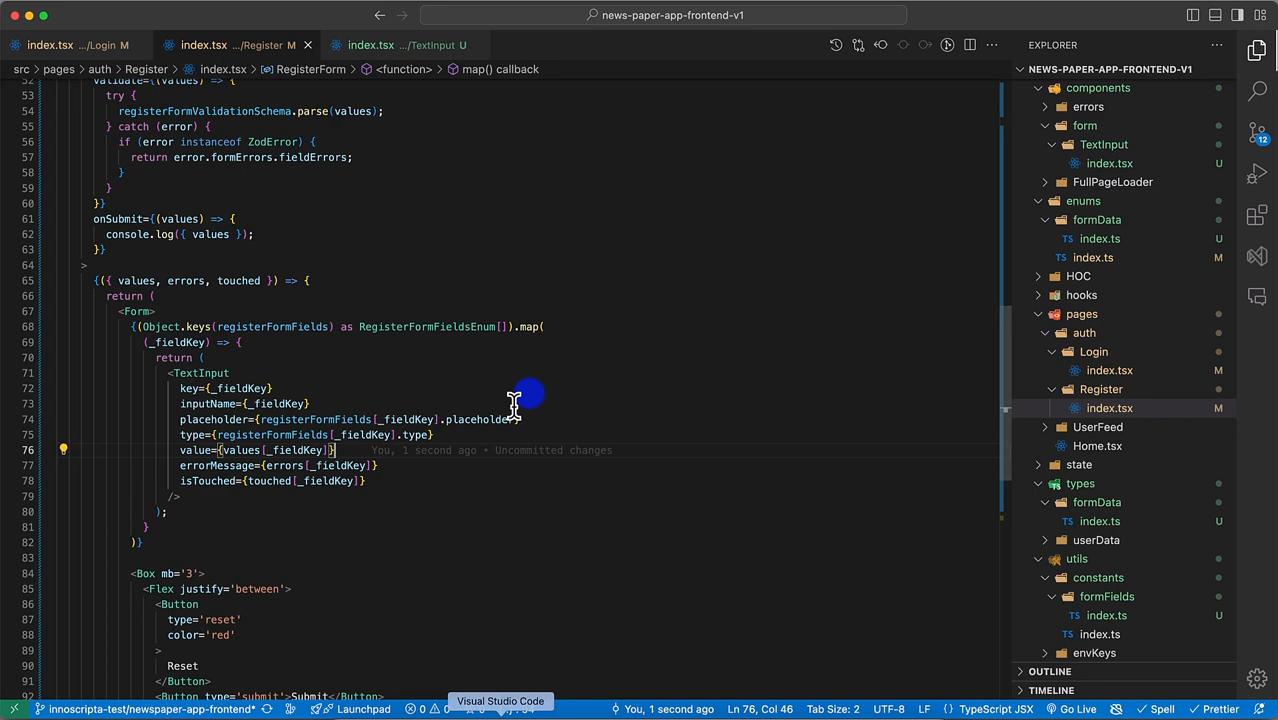 news-paper-app-frontend-v1
index.tsx .../Login M
index.tsx .../Register M
index.tsx .../TextInput U
src > pages > auth > Register > index.tsx > RegisterForm > <function> > map() callback
52 validate={(values) => {
53 try {
54 registerFormValidationSchema.parse(values);
55 } catch (error) {
56 if (error instanceof ZodError) {
57 return error.formErrors.fieldErrors;
58 }
59 }
60 }}
61 onSubmit={(values) => {
62 console.log({ values });
63 }}
64 >
65 {({ values, errors, touched }) => {
66 return (
67 <Form>
68 {(Object.keys(registerFormFields) as RegisterFormFieldsEnum[]).map(
69 (_fieldKey) => {
70 return (
71 <TextInput
72 key={_fieldKey}
73 inputName={_fieldKey}
74 placeholder={registerFormFields[_fieldKey].placeholder}
75 type={registerFormFields[_fieldKey].type}
76 value={values[_fieldKey]} You, 1 second ago • Uncommitted changes
77 errorMessage={errors[_fieldKey]}
78 isTouched={touched[_fieldKey]}
79 />
80 );
81 }
82 )}
83
84 <Box mb='3'>
85 <Flex justify='between'>
86 <Button
87 type='reset'
88 color='red'
89 >
90 Reset
91 </Button>
92 <Button type='submit'>Submit</Button>
EXPLORER
NEWS-PAPER-APP-FRONTEND-V1
components
errors
form
TextInput
index.tsx U
FullPageLoader
enums
formData
TS index.ts U
TS index.ts M
HOC
hooks
pages
auth
Login
index.tsx M
Register
index.tsx M
UserFeed
Home.tsx
state
types
formData
TS index.ts U
userData
utils
constants
formFields
TS index.ts U
TS index.ts
envKeys
OUTLINE
TIMELINE
12
Visual Studio Code
innoscripta-test/newspaper-app-frontend* Launchpad 0 0 You, 1 second ago Ln 76, Col 46 Tab Size: 2 UTF-8 LF {} TypeScript JSX Go Live Spell Prettier